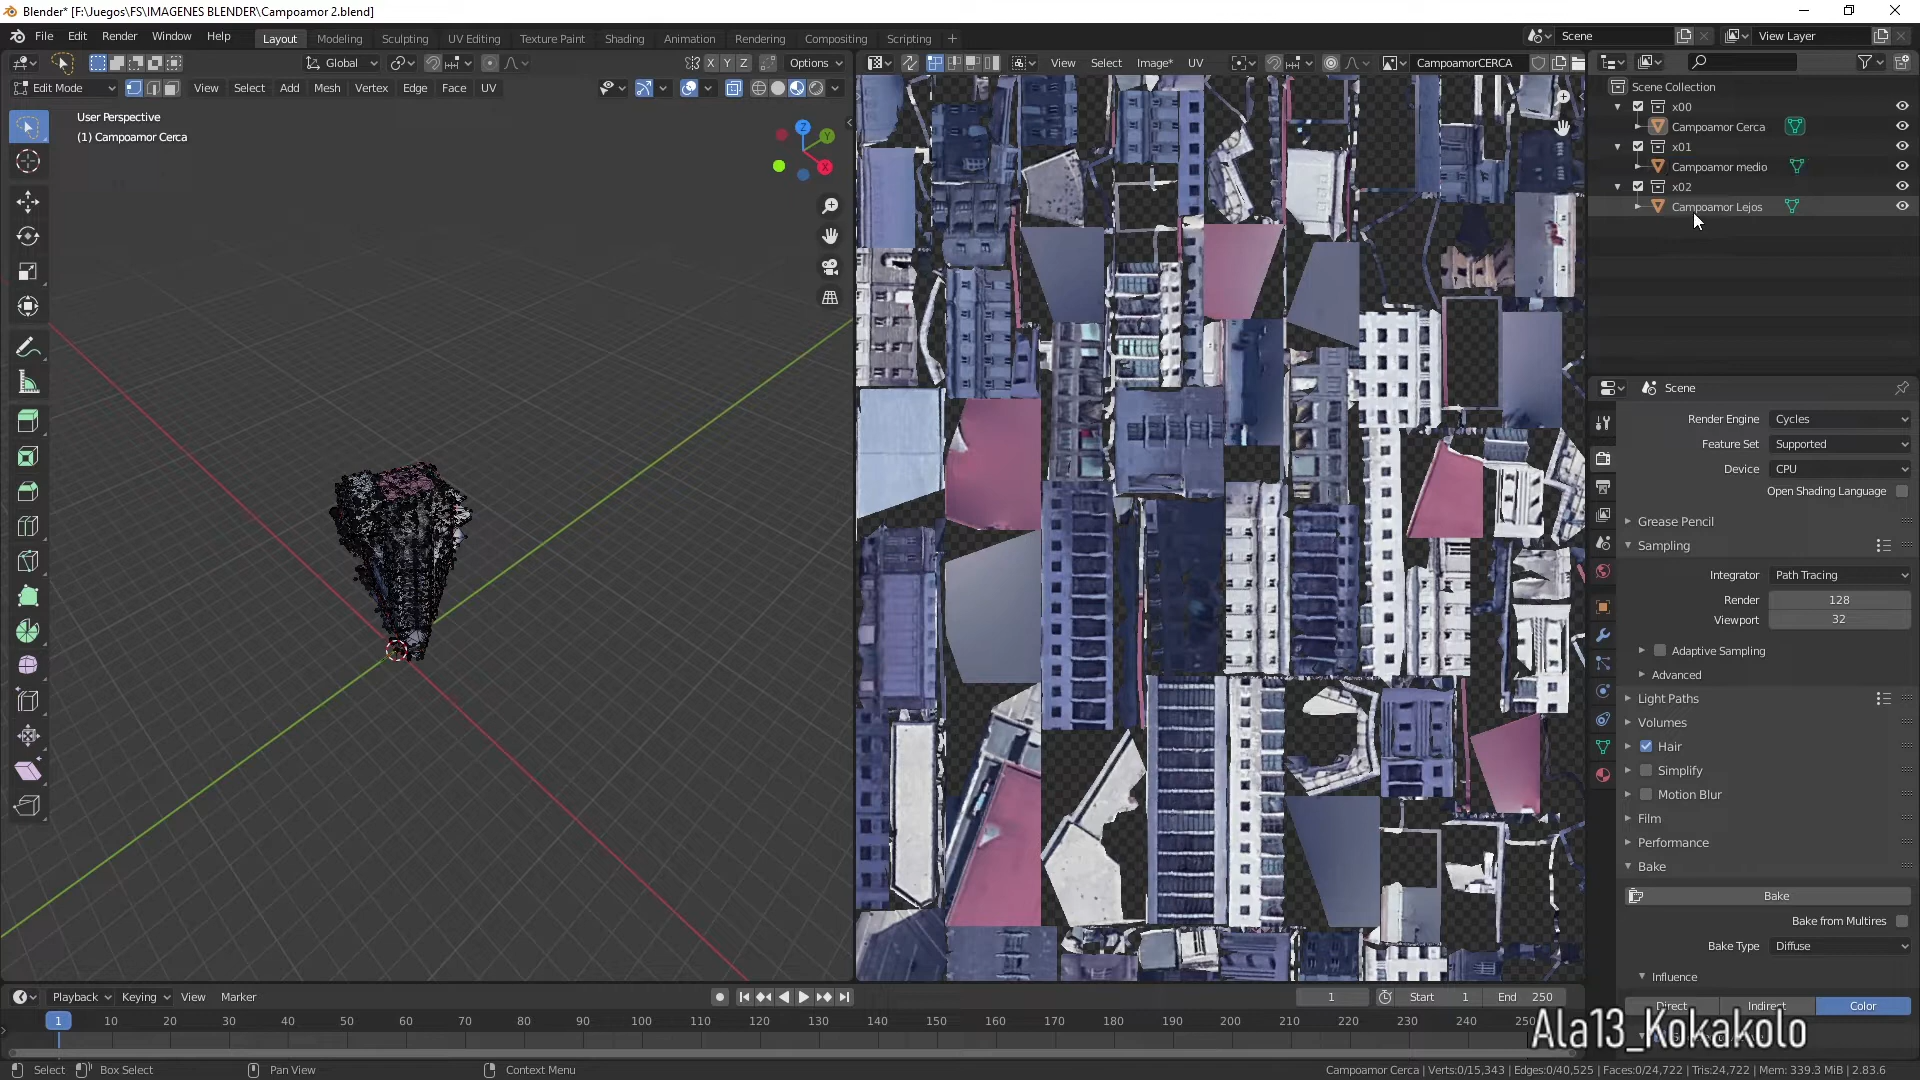 Blender* [F:\Juegos\FS\IMAGENES BLENDER\Campoamor 2.blend]
File Edit Render Window Help Layout Modeling Sculpting UV Editing Texture Paint Shading Animation Rendering Compositing Scripting + Scene View Layer
Global X Y Z Options View Select Image* UV CampoamorCERCA
Edit Mode View Select Add Mesh Vertex Edge Face UV
User Perspective
(1) Campoamor Cerca
Z
Y
X
Scene Collection
x00
Campoamor Cerca
x01
Campoamor medio
x02
Campoamor Lejos
Scene
Render Engine Cycles
Feature Set Supported
Device CPU
Open Shading Language
Grease Pencil
Sampling
Integrator Path Tracing
Render 128
Viewport 32
Adaptive Sampling
Advanced
Light Paths
Volumes
Hair
Simplify
Motion Blur
Film
Performance
Bake
Bake
Bake from Multires
Bake Type Diffuse
Influence
Direct Indirect Color
Playback Keying View Marker 1 Start 1 End 250
1 10 20 30 40 50 60 70 80 90 100 110 120 130 140 150 160 170 180 190 200 210 220 230 240 250
Ala13_Kokakolo
Select Box Select Pan View Context Menu Campoamor Cerca | Verts:0/15,343 | Edges:0/40,525 | Faces:0/24,722 | Tris:24,722 | Mem: 339.3 MiB | 2.83.6